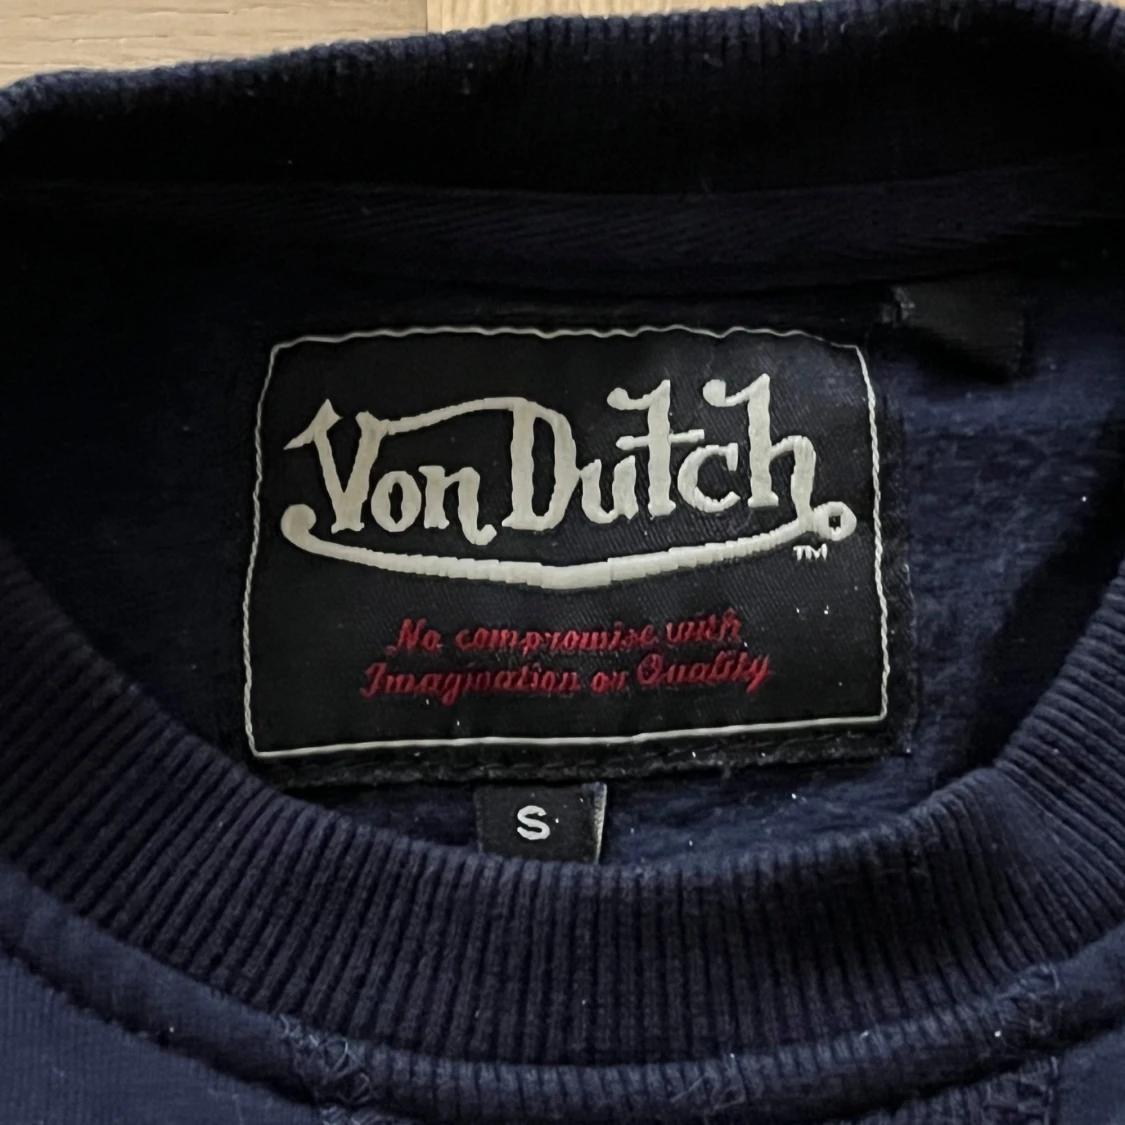 Von Dutch
TM
No compromise with
Imagination or Quality
S